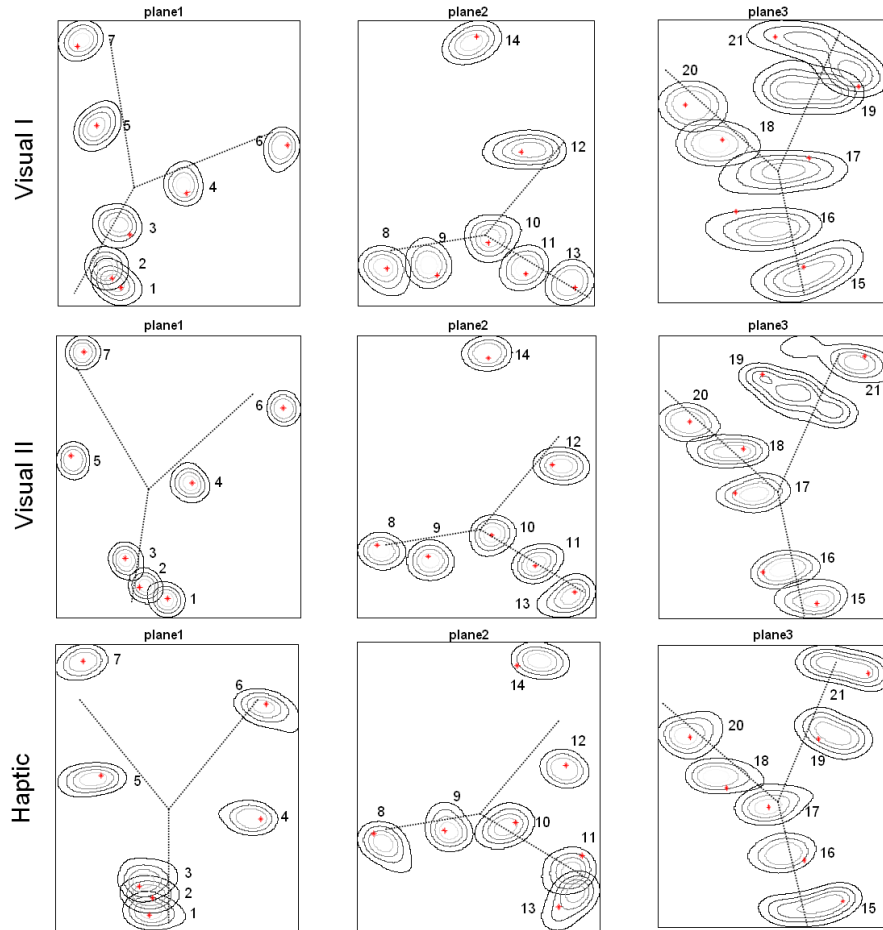 plane1 plane2 plane3
Visual I
7 5 6 4 3 2 1
14 12 8 9 10 11 13
21 20 19 18 17 16 15
plane1 plane2 plane3
Visual II
7 6 5 4 3 2 1
14 12 8 9 10 11 13
19 20 21 18 17 16 15
plane1 plane2 plane3
Haptic
7 6 5 4 3 2 1
14 12 9 8 10 11 13
21 20 19 18 17 16 15